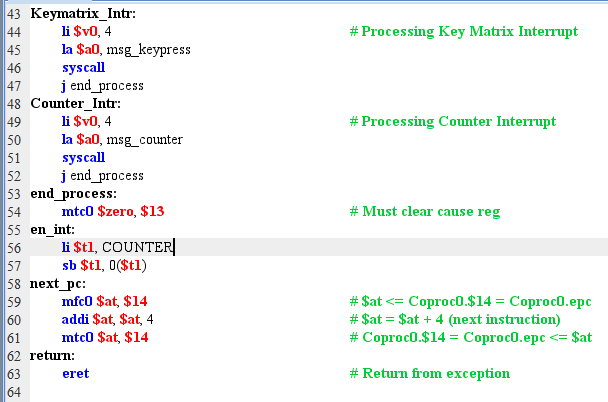 43 Keymatrix_Intr:
44 li $v0, 4 # Processing Key Matrix Interrupt
45 la $a0, msg_keypress
46 syscall
47 j end_process
48 Counter_Intr:
49 li $v0, 4 # Processing Counter Interrupt
50 la $a0, msg_counter
51 syscall
52 j end_process
53 end_process:
54 mtc0 $zero, $13 # Must clear cause reg
55 en_int:
56 li $t1, COUNTER
57 sb $t1, 0($t1)
58 next_pc:
59 mfc0 $at, $14 # $at <= Coproc0.$14 = Coproc0.epc
60 addi $at, $at, 4 # $at = $at + 4 (next instruction)
61 mtc0 $at, $14 # Coproc0.$14 = Coproc0.epc <= $at
62 return:
63 eret # Return from exception
64